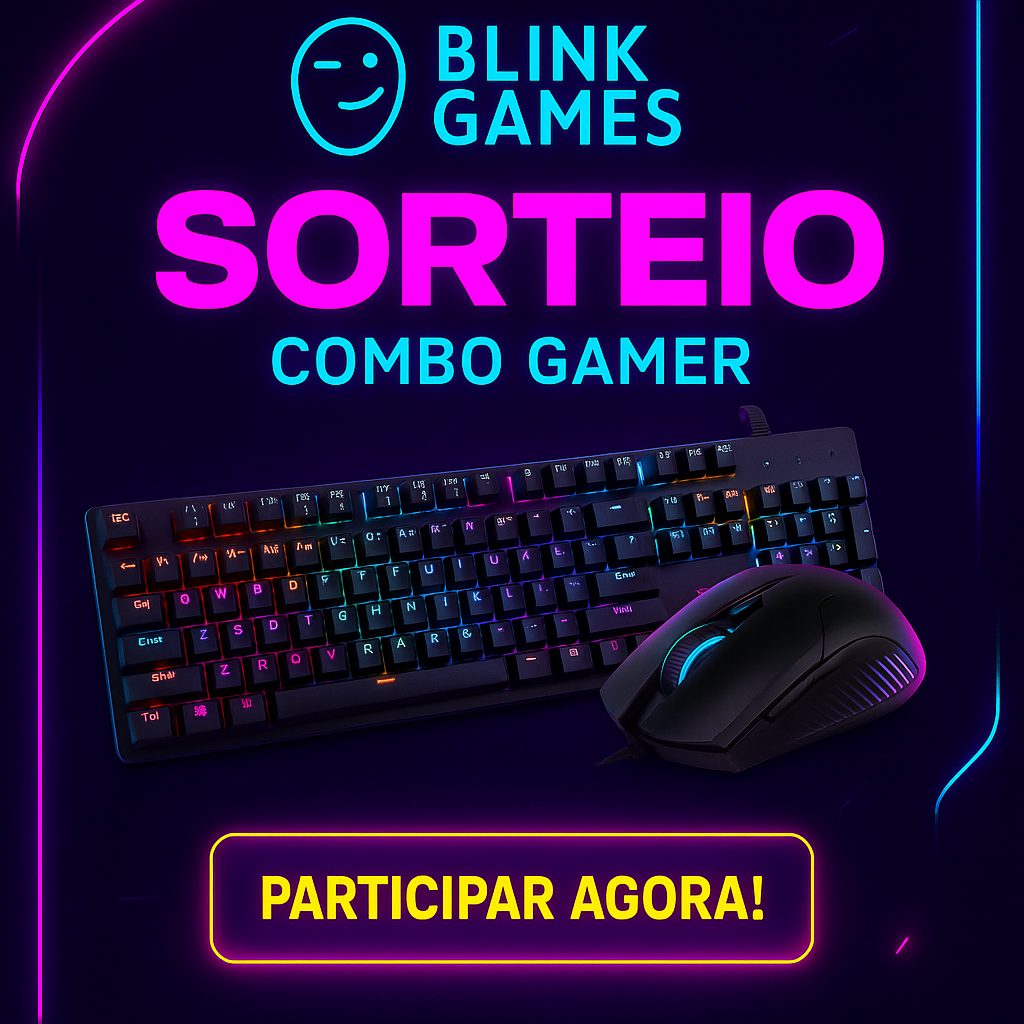 BLINK
GAMES
SORTEIO
COMBO GAMER
PARTICIPAR AGORA!